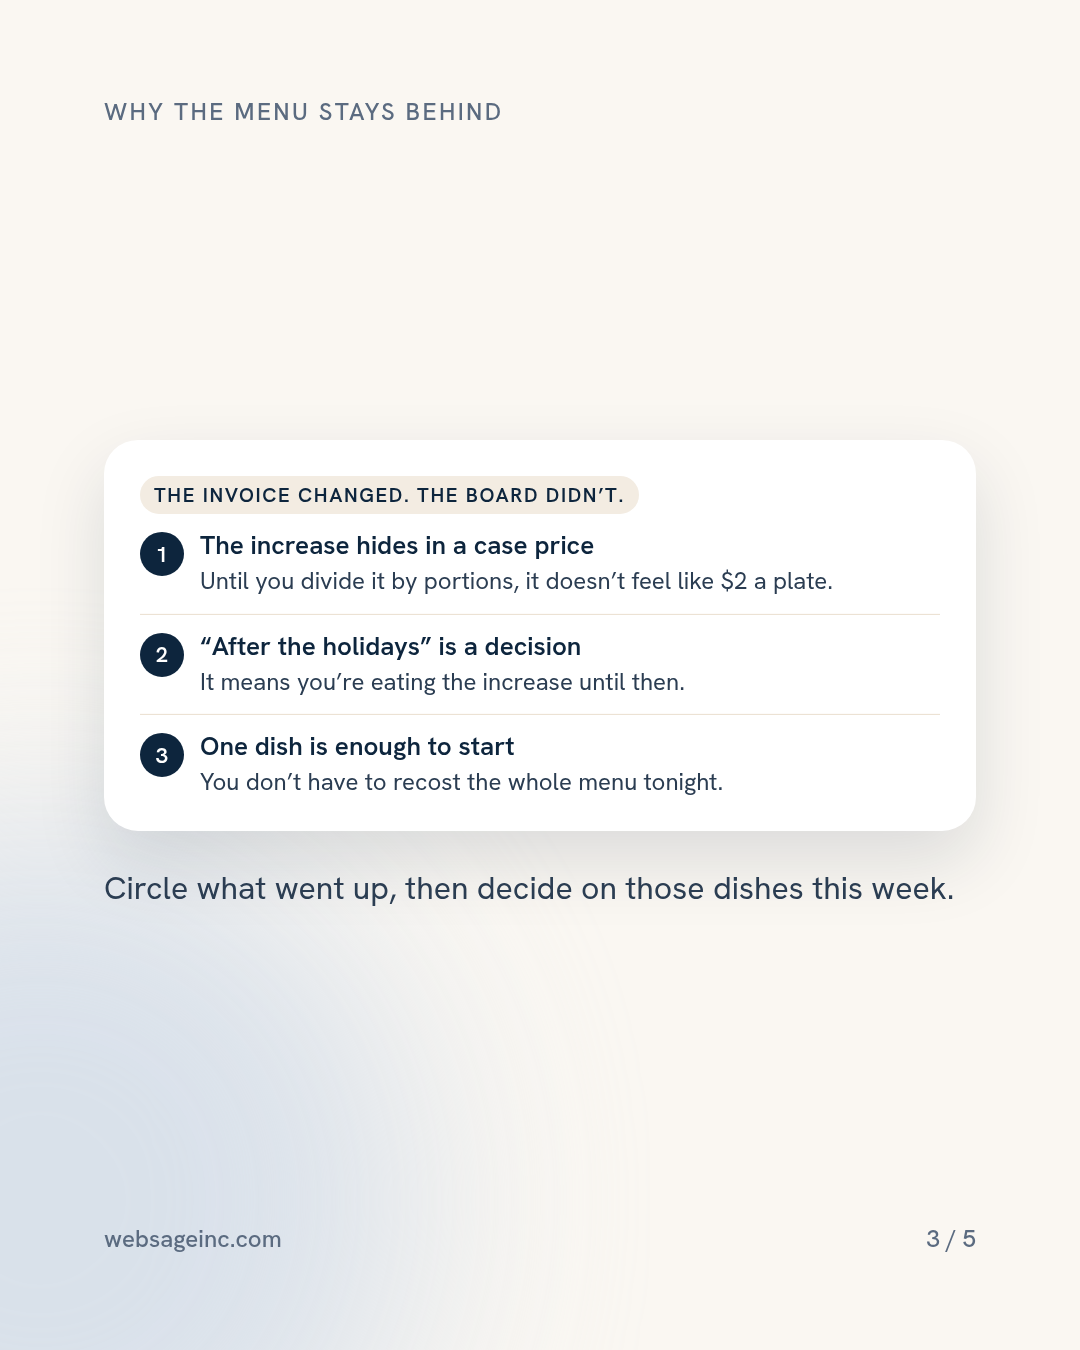 WHY THE MENU STAYS BEHIND
THE INVOICE CHANGED. THE BOARD DIDN’T.
1 The increase hides in a case price
Until you divide it by portions, it doesn’t feel like $2 a plate.
2 “After the holidays” is a decision
It means you’re eating the increase until then.
3 One dish is enough to start
You don’t have to recost the whole menu tonight.
Circle what went up, then decide on those dishes this week.
websageinc.com
3 / 5